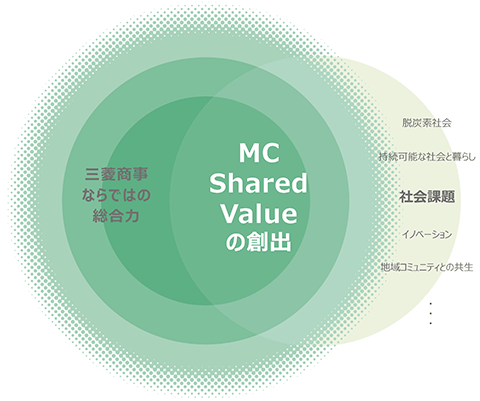 三菱商事
ならではの
総合力
MC
Shared
Value
の創出
脱炭素社会
持続可能な社会と暮らし
社会課題
イノベーション
地域コミュニティとの共生
・
・
・